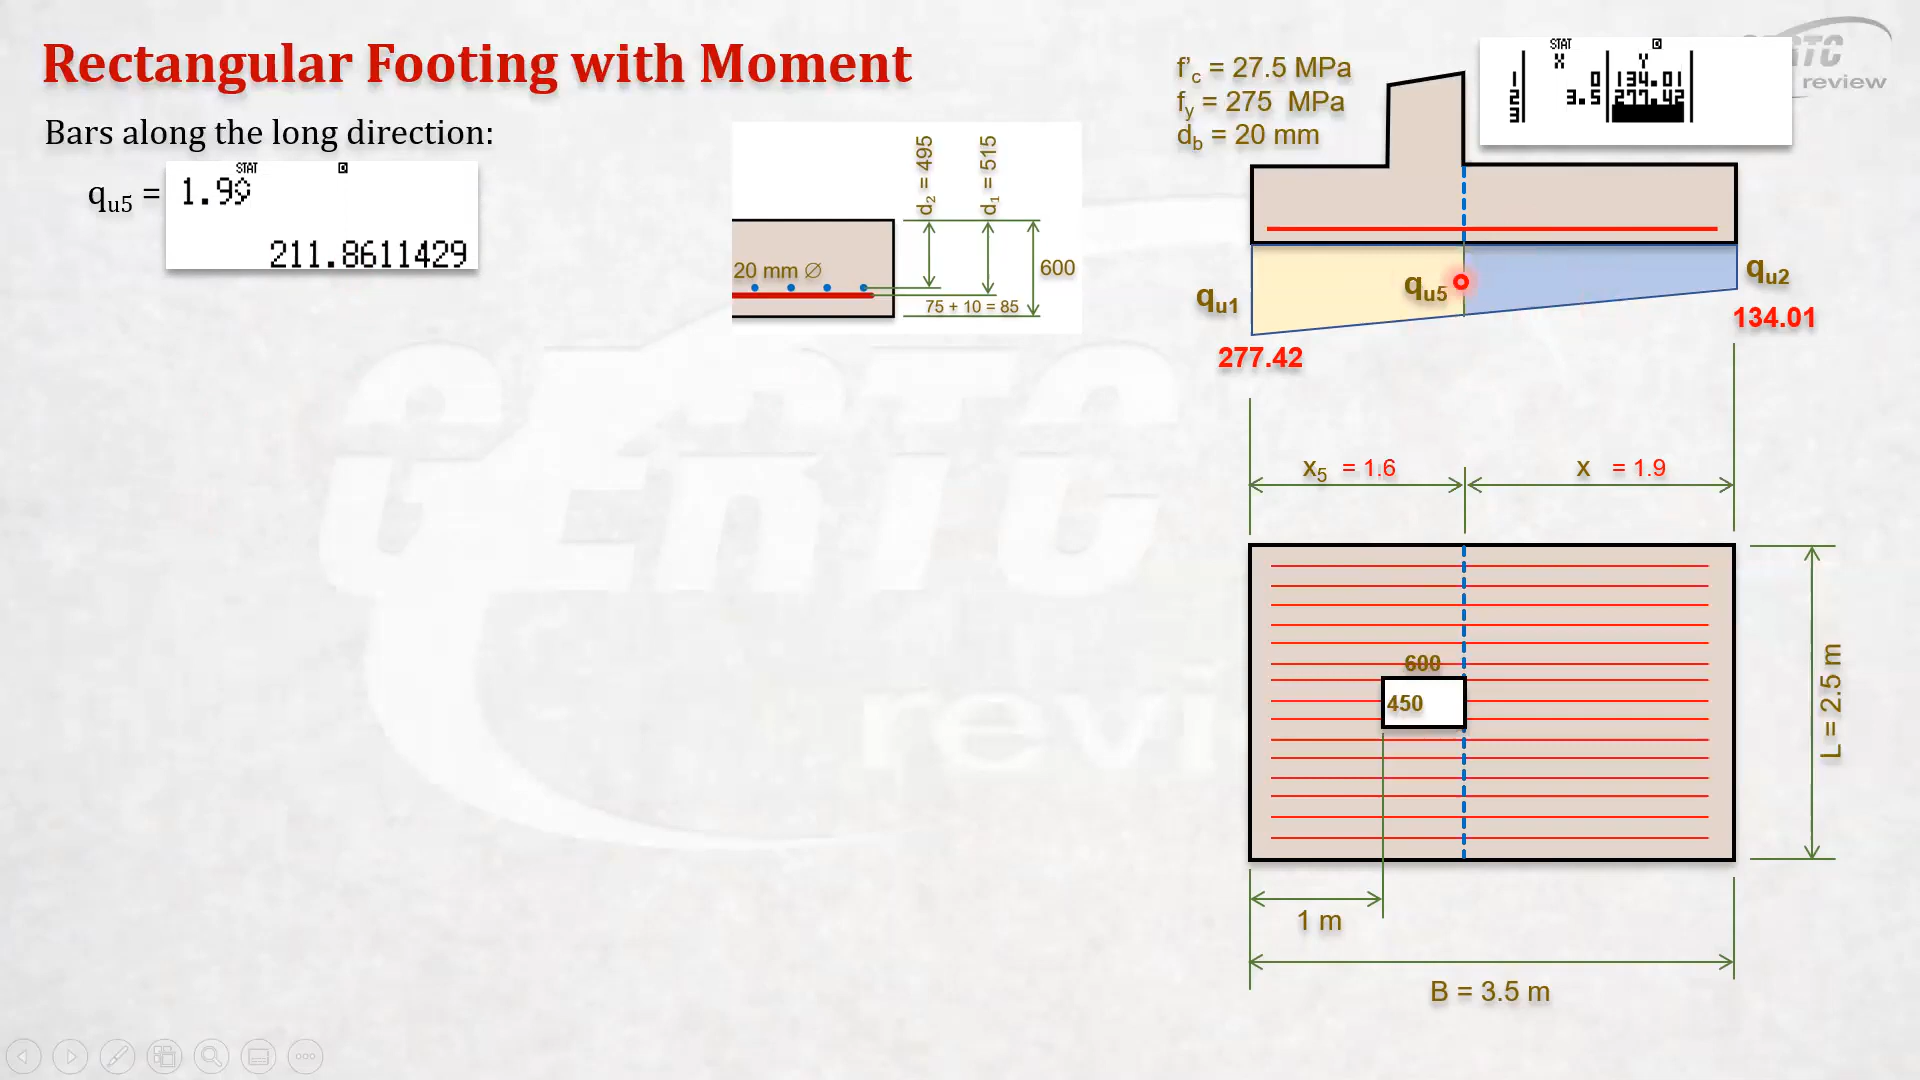 Rectangular Footing with Moment
Bars along the long direction:
STAT D
qu5 = 1.9ŷ
211.8611429
f'c = 27.5 MPa
fy = 275 MPa
db = 20 mm
STAT D
X Y
1 0 134.01
2 3.5 277.42
3
review
d2 = 495
d1 = 515
600
20 mm ∅
75 + 10 = 85
qu1
qu5
qu2
277.42
134.01
x5 = 1.6
x = 1.9
600
450
L = 2.5 m
1 m
B = 3.5 m
GERTC
revi